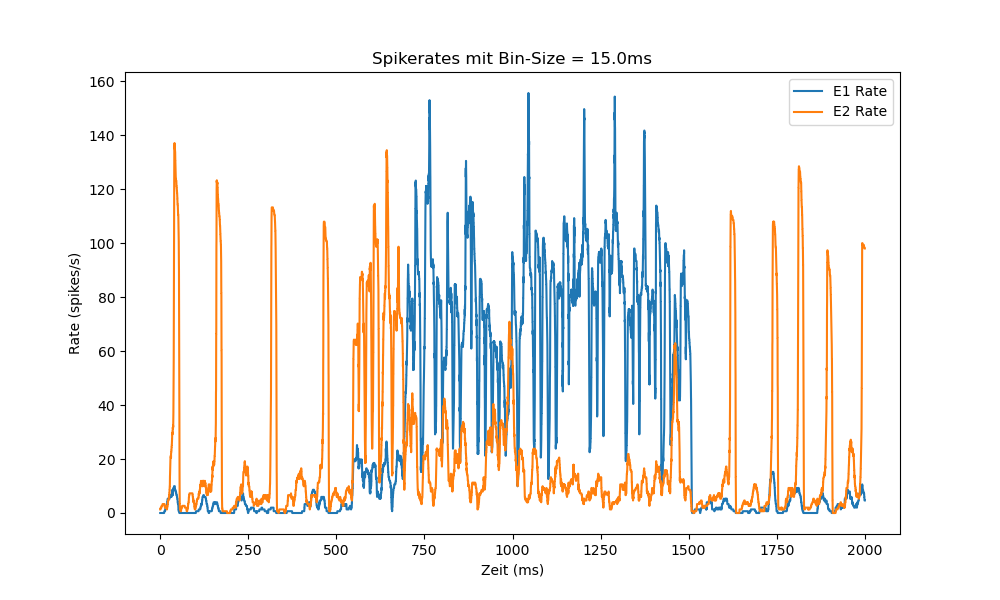 Spikerates mit Bin-Size = 15.0ms
E1 Rate
E2 Rate
Rate (spikes/s)
160
140
120
100
80
60
40
20
0
0 250 500 750 1000 1250 1500 1750 2000
Zeit (ms)